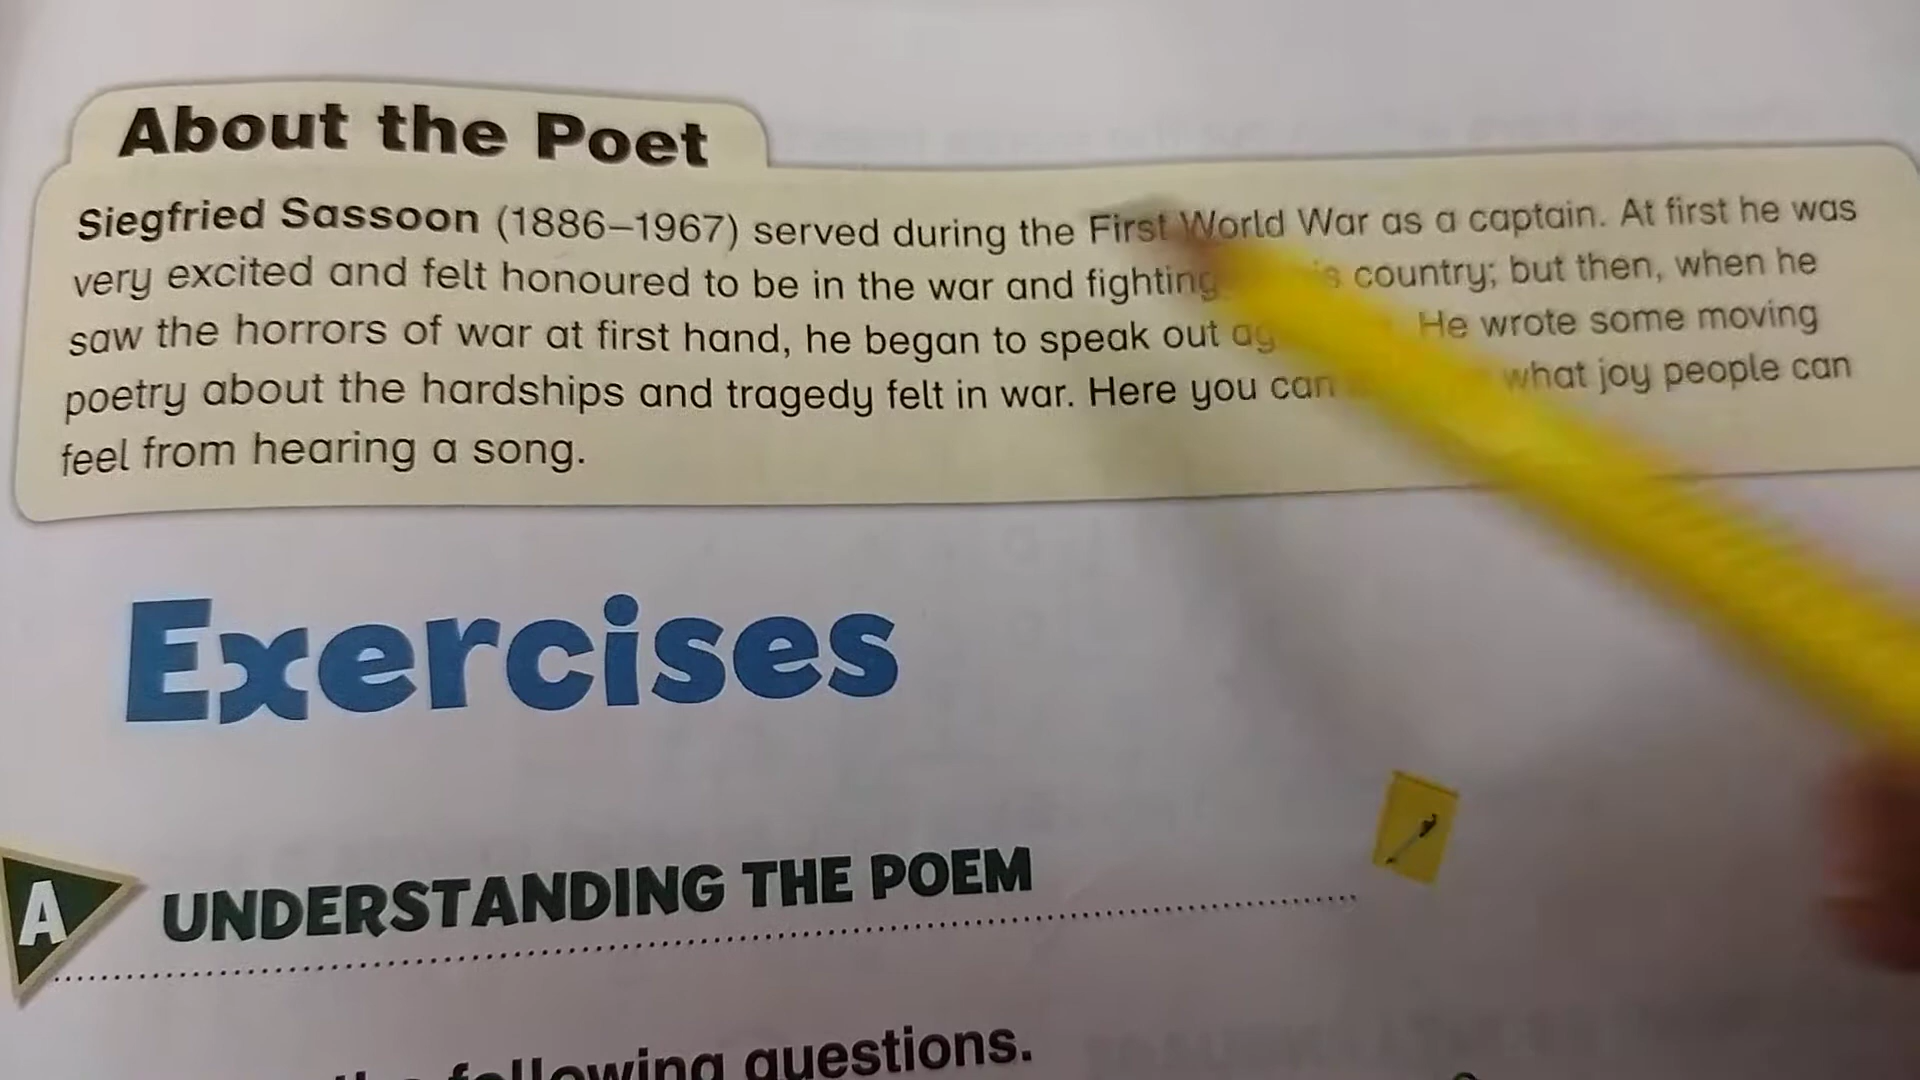 About the Poet
Siegfried Sassoon (1886–1967) served during the First World War as a captain. At first he was
very excited and felt honoured to be in the war and fighting country; but then, when he
saw the horrors of war at first hand, he began to speak out He wrote some moving
poetry about the hardships and tragedy felt in war. Here you can what joy people can
feel from hearing a song.
Exercises
A UNDERSTANDING THE POEM
following questions.